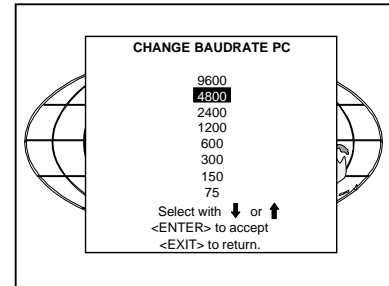 CHANGE BAUDRATE PC
9600
4800
2400
1200
600
300
150
75
Select with ⬇ or ⬆
<ENTER> to accept
<EXIT> to return.